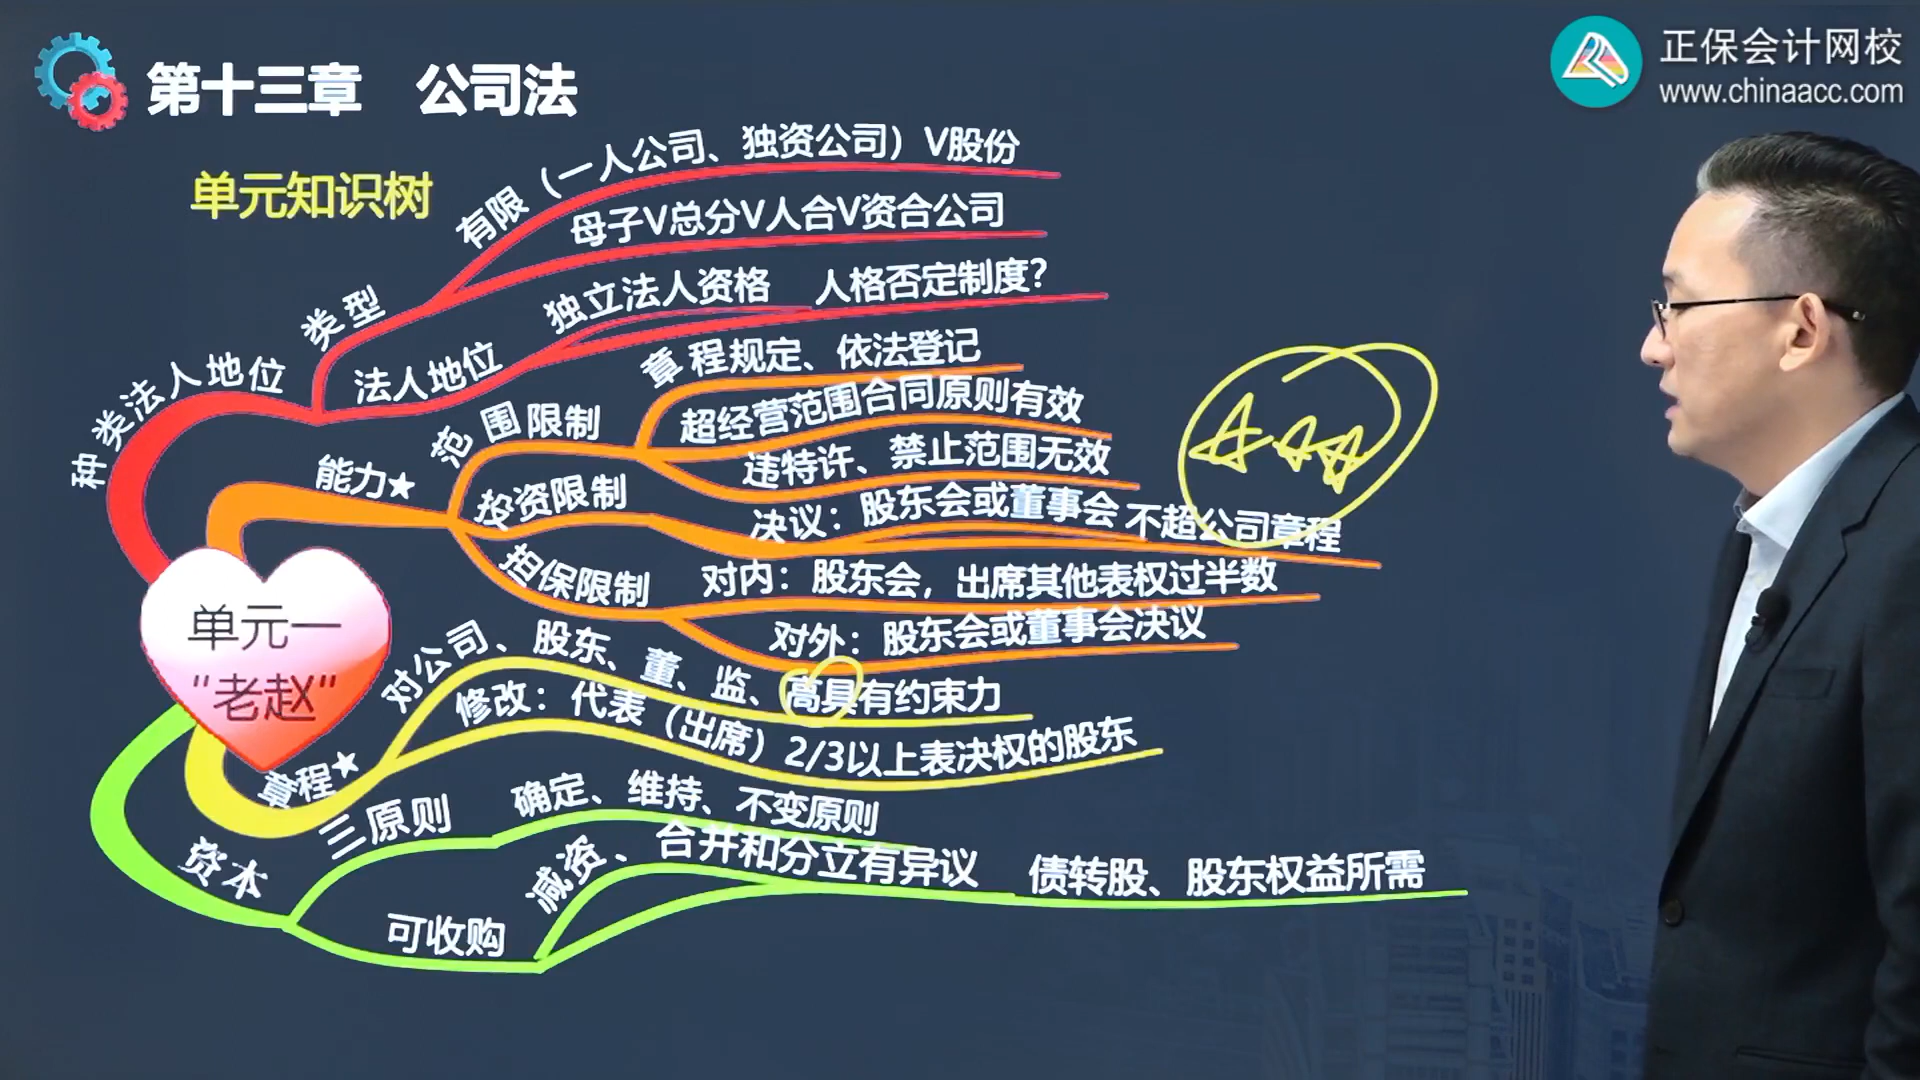 第十三章 公司法
正保会计网校
www.chinaacc.com
单元知识树
单元一
“老赵”
种类法人地位
类型
有限（一人公司、独资公司）V股份
母子V总分V人合V资合公司
法人地位
独立法人资格 人格否定制度？
能力★
范围限制
章程规定、依法登记
超经营范围合同原则有效
违特许、禁止范围无效
投资限制
决议：股东会或董事会 不超公司章程
担保限制
对内：股东会，出席其他表权过半数
对外：股东会或董事会决议
章程★
对公司、股东、董、监、高具有约束力
修改：代表（出席）2/3以上表决权的股东
资本
三原则
确定、维持、不变原则
可收购
减资、合并和分立有异议 债转股、股东权益所需